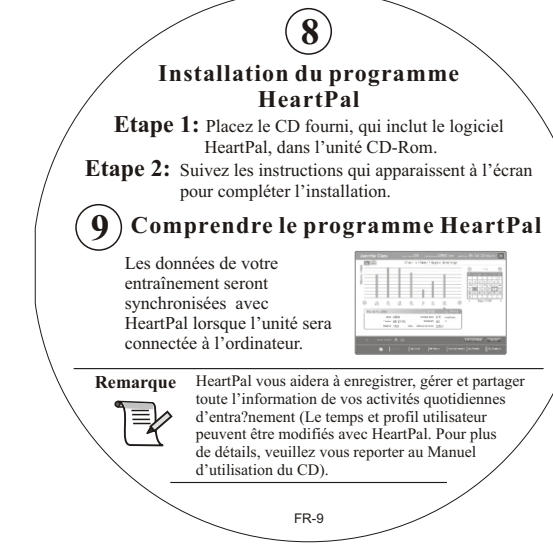 8
Installation du programme
HeartPal
Etape 1: Placez le CD fourni, qui inclut le logiciel
HeartPal, dans l'unité CD-Rom.
Etape 2: Suivez les instructions qui apparaissent à l'écran
pour compléter l'installation.
9 Comprendre le programme HeartPal
Les données de votre
entraînement seront
synchronisées avec
HeartPal lorsque l'unité sera
connectée à l'ordinateur.
Remarque
HeartPal vous aidera à enregistrer, gérer et partager
toute l'information de vos activités quotidiennes
d'entra?nement (Le temps et profil utilisateur
peuvent être modifiés avec HeartPal. Pour plus
de détails, veuillez vous reporter au Manuel
d'utilisation du CD).
FR-9